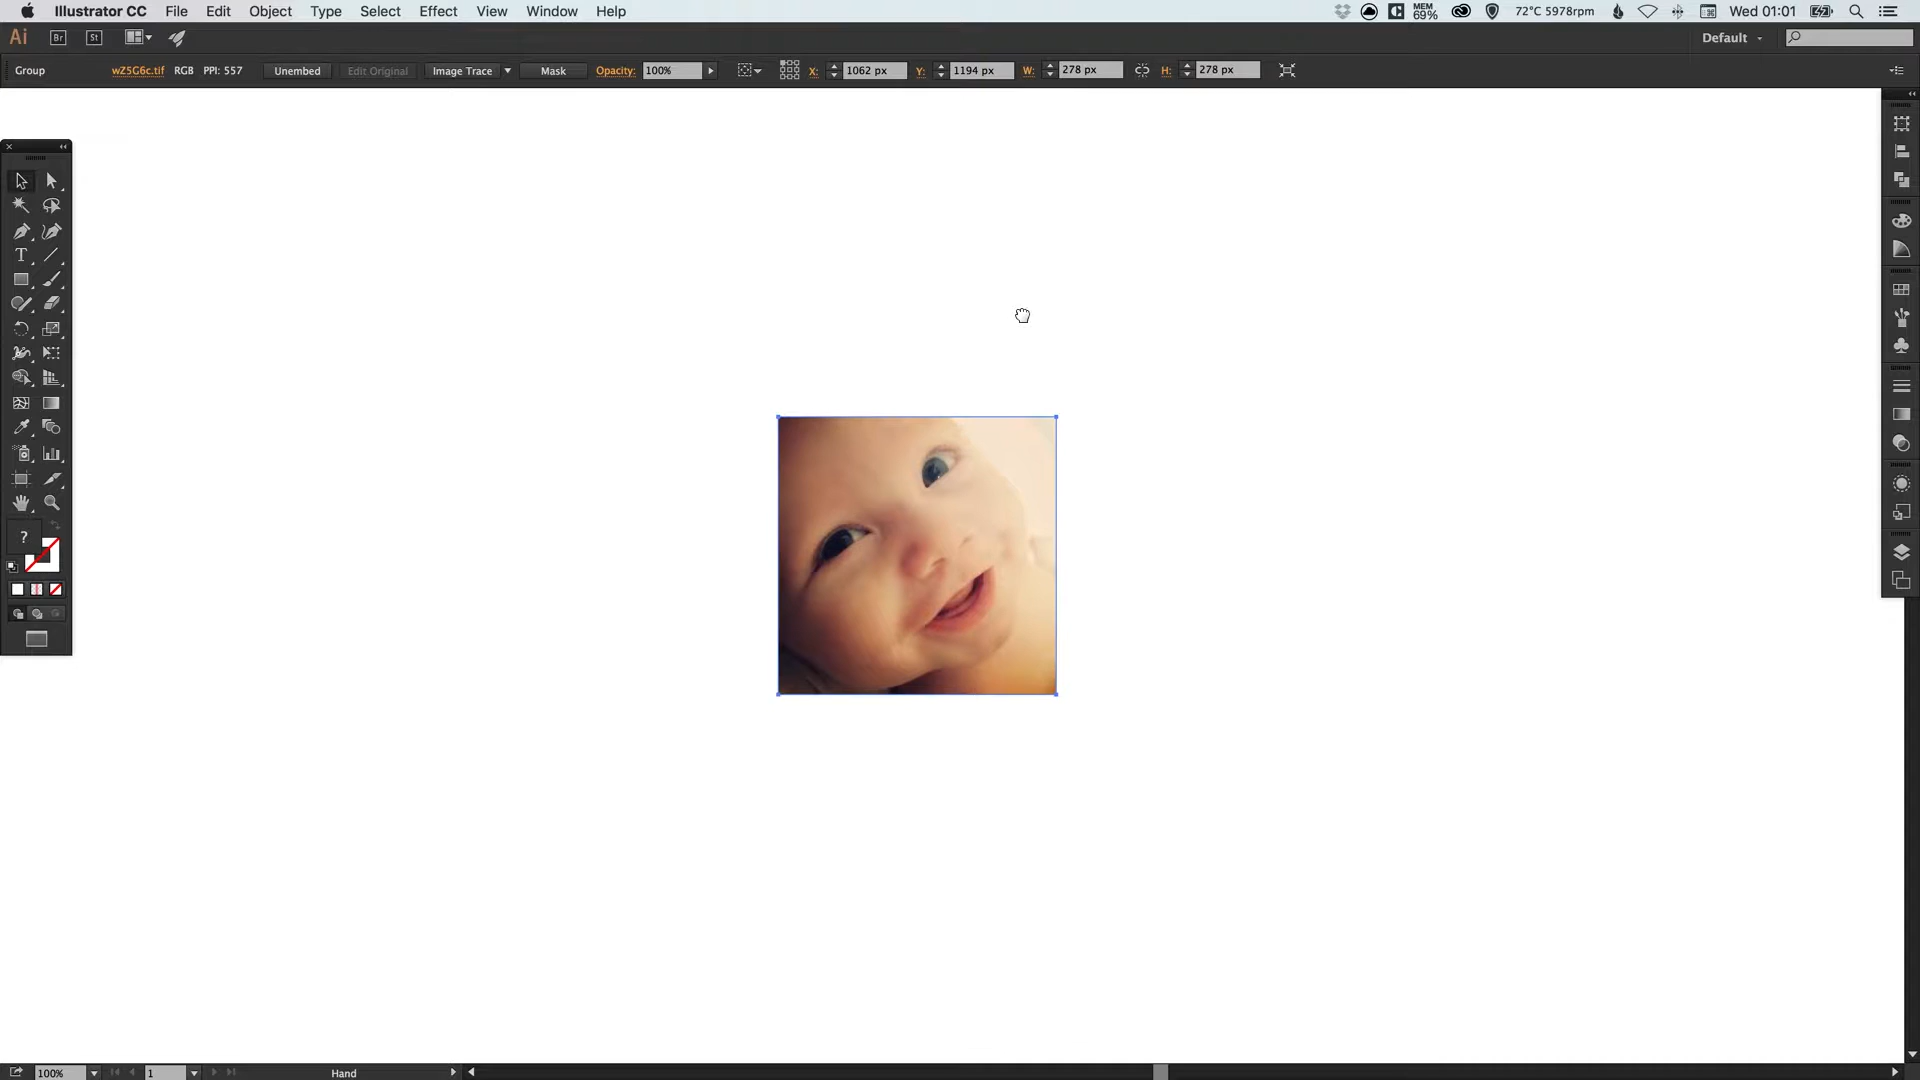 Illustrator CC File Edit Object Type Select Effect View Window Help MEM 69% 72°C 5978rpm Wed 01:01
Ai Br St Default
Group wZ5G6c.tif RGB PPI: 557 Unembed Edit Original Image Trace Mask Opacity: 100% X: 1062 px Y: 1194 px W: 278 px H: 278 px
T
?
100% 1 Hand